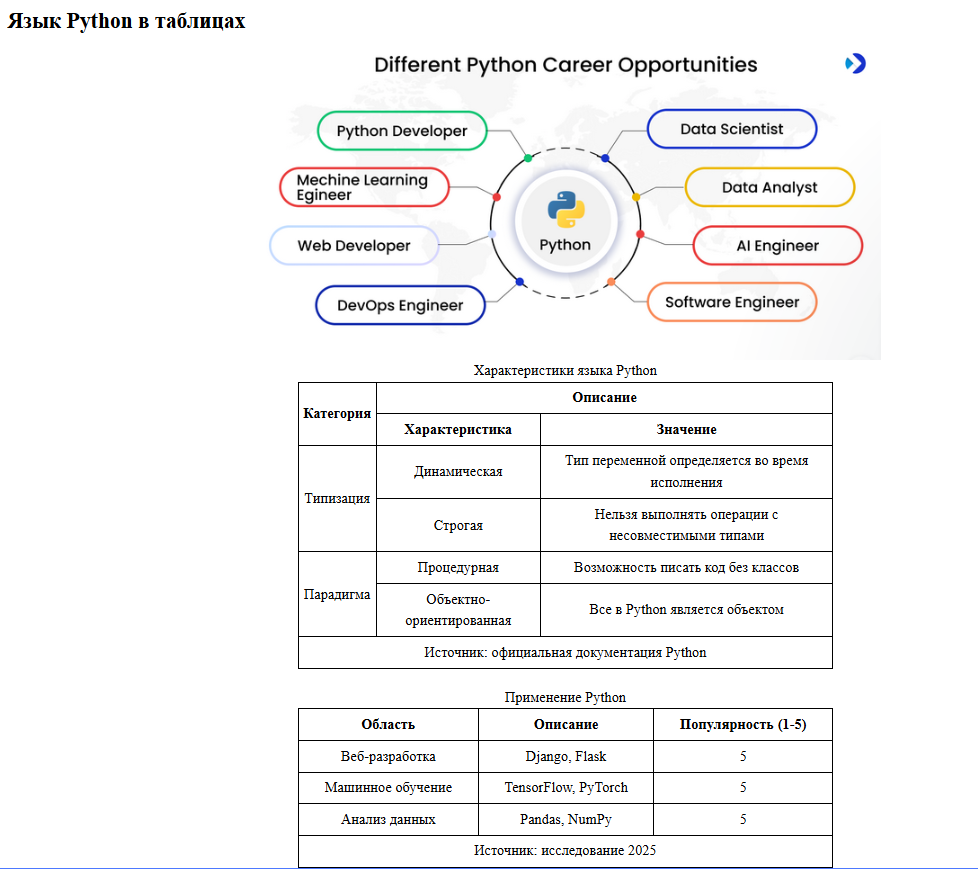 Язык Python в таблицах
Different Python Career Opportunities
Python Developer
Data Scientist
Mechine Learning
Egineer
Data Analyst
Web Developer
Python
AI Engineer
DevOps Engineer
Software Engineer
Характеристики языка Python
Категория
Описание
Характеристика
Значение
Типизация
Динамическая
Тип переменной определяется во время
исполнения
Строгая
Нельзя выполнять операции с
несовместимыми типами
Парадигма
Процедурная
Возможность писать код без классов
Объектно-
ориентированная
Все в Python является объектом
Источник: официальная документация Python
Применение Python
Область
Описание
Популярность (1-5)
Веб-разработка
Django, Flask
5
Машинное обучение
TensorFlow, PyTorch
5
Анализ данных
Pandas, NumPy
5
Источник: исследование 2025